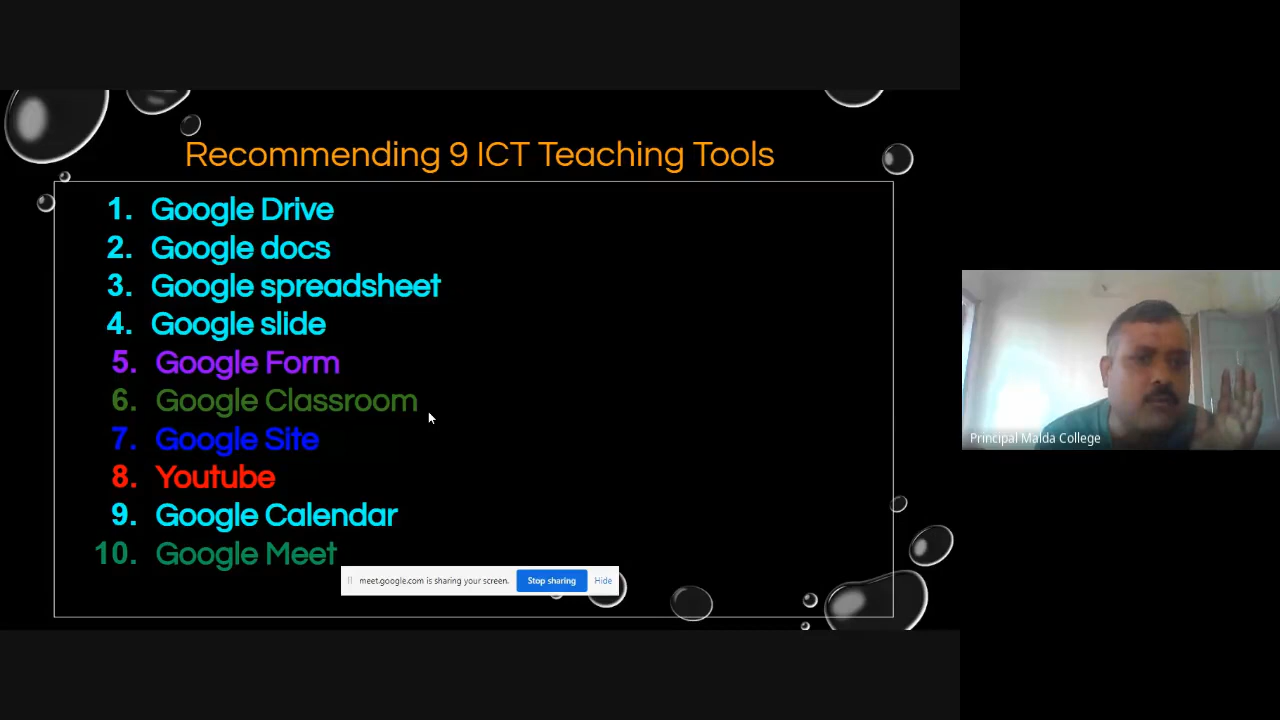 Recommending 9 ICT Teaching Tools
1. Google Drive
2. Google docs
3. Google spreadsheet
4. Google slide
5. Google Form
6. Google Classroom
7. Google Site
8. Youtube
9. Google Calendar
10. Google Meet
meet.google.com is sharing your screen. Stop sharing Hide
Principal Malda College